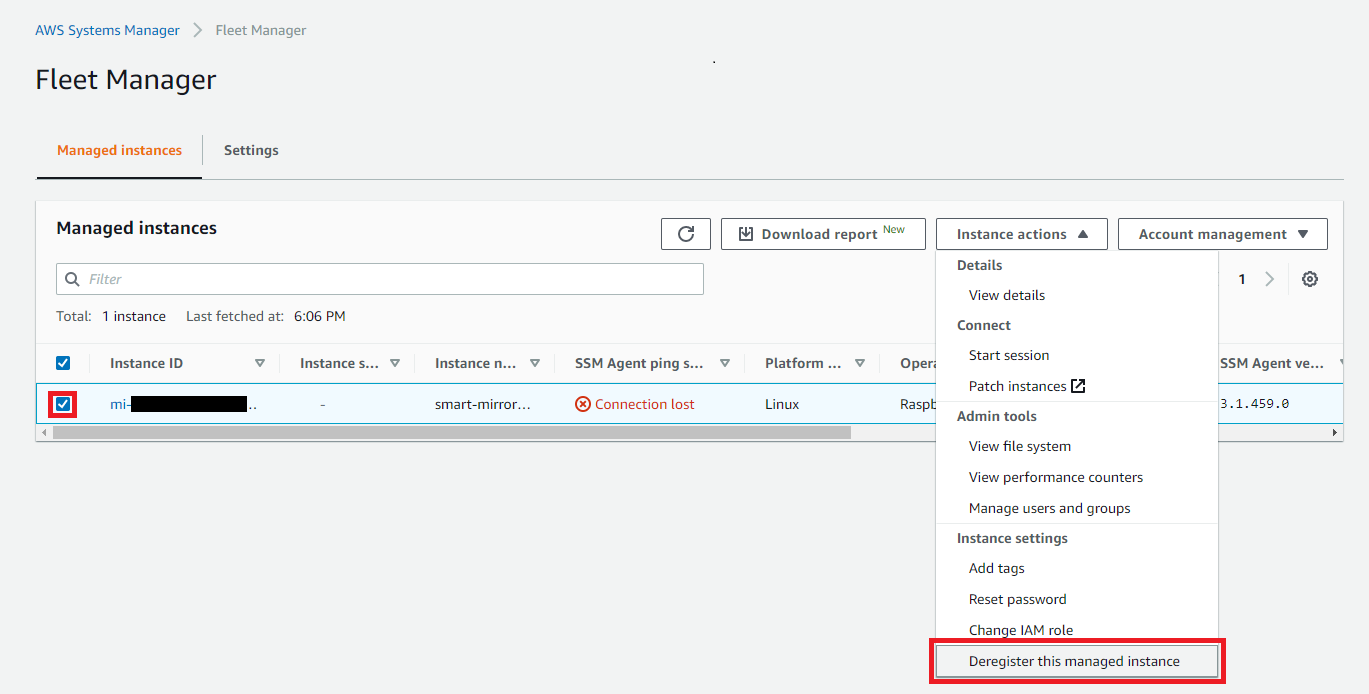 AWS Systems Manager > Fleet Manager
Fleet Manager
Managed instances
Settings
Managed instances
Download report New
Instance actions
Account management
Filter
1
Total: 1 instance Last fetched at: 6:06 PM
Instance ID
Instance s...
Instance n...
SSM Agent ping s...
Platform ...
Opera
SSM Agent ve...
mi- ..
-
smart-mirror...
Connection lost
Linux
Raspb
3.1.459.0
Details
View details
Connect
Start session
Patch instances
Admin tools
View file system
View performance counters
Manage users and groups
Instance settings
Add tags
Reset password
Change IAM role
Deregister this managed instance